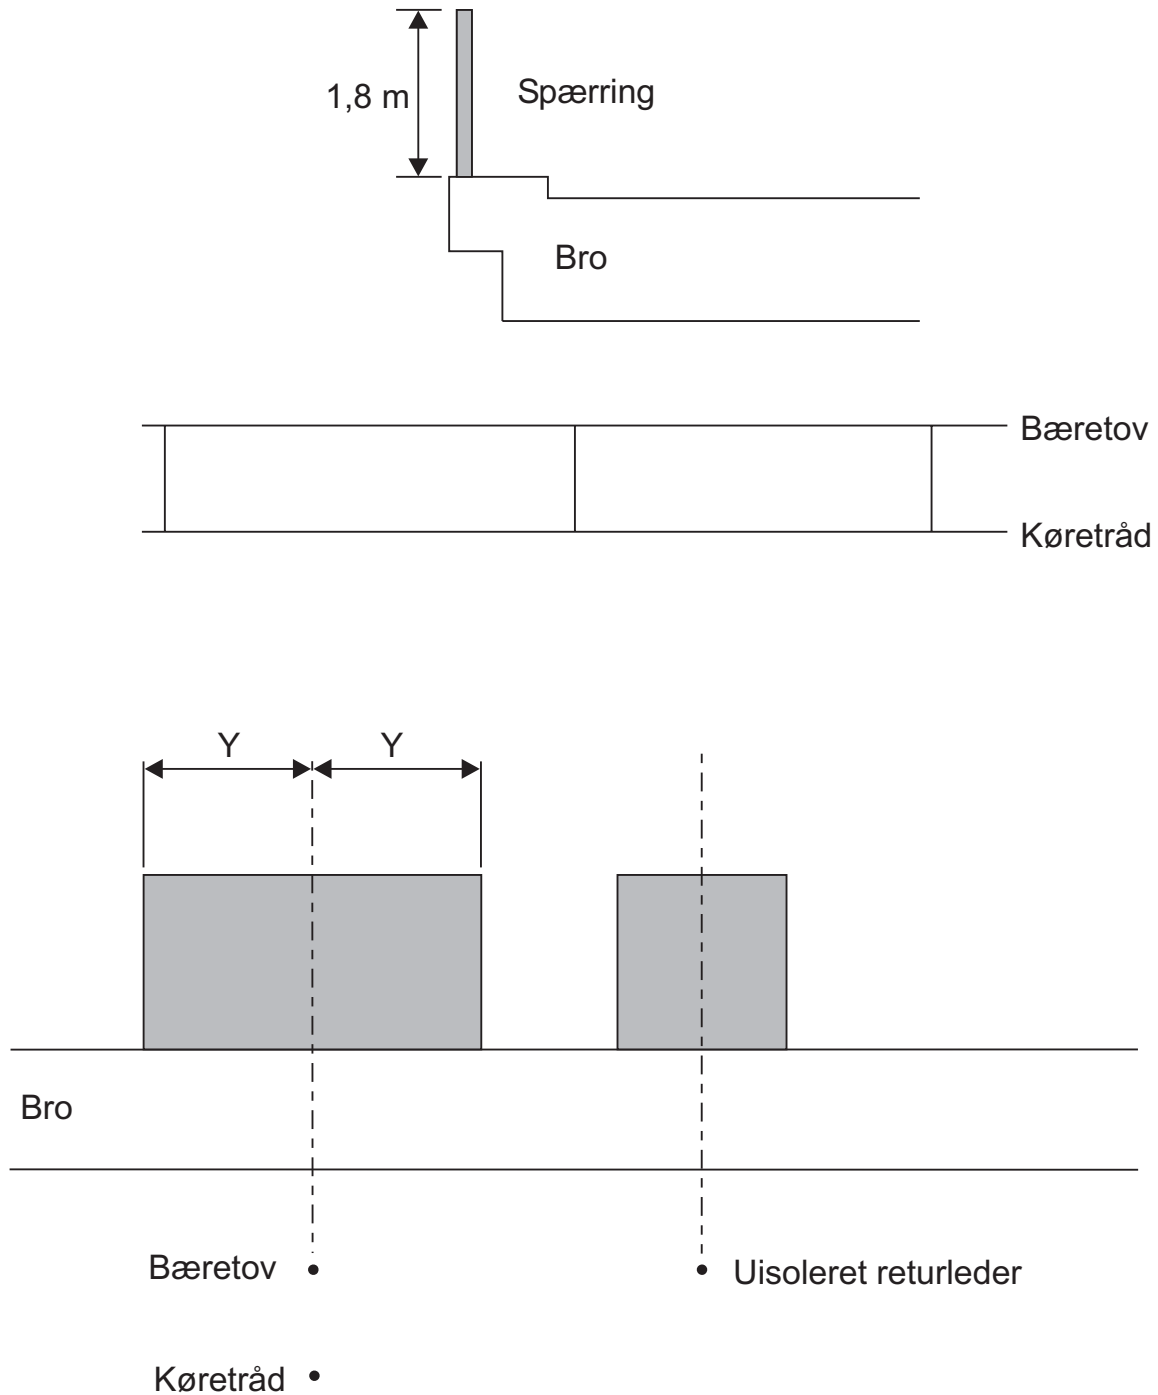 1,8 m
Spærring
Bro
Bæretov
Køretråd
Y Y
Bro
Bæretov
Uisoleret returleder
Køretråd